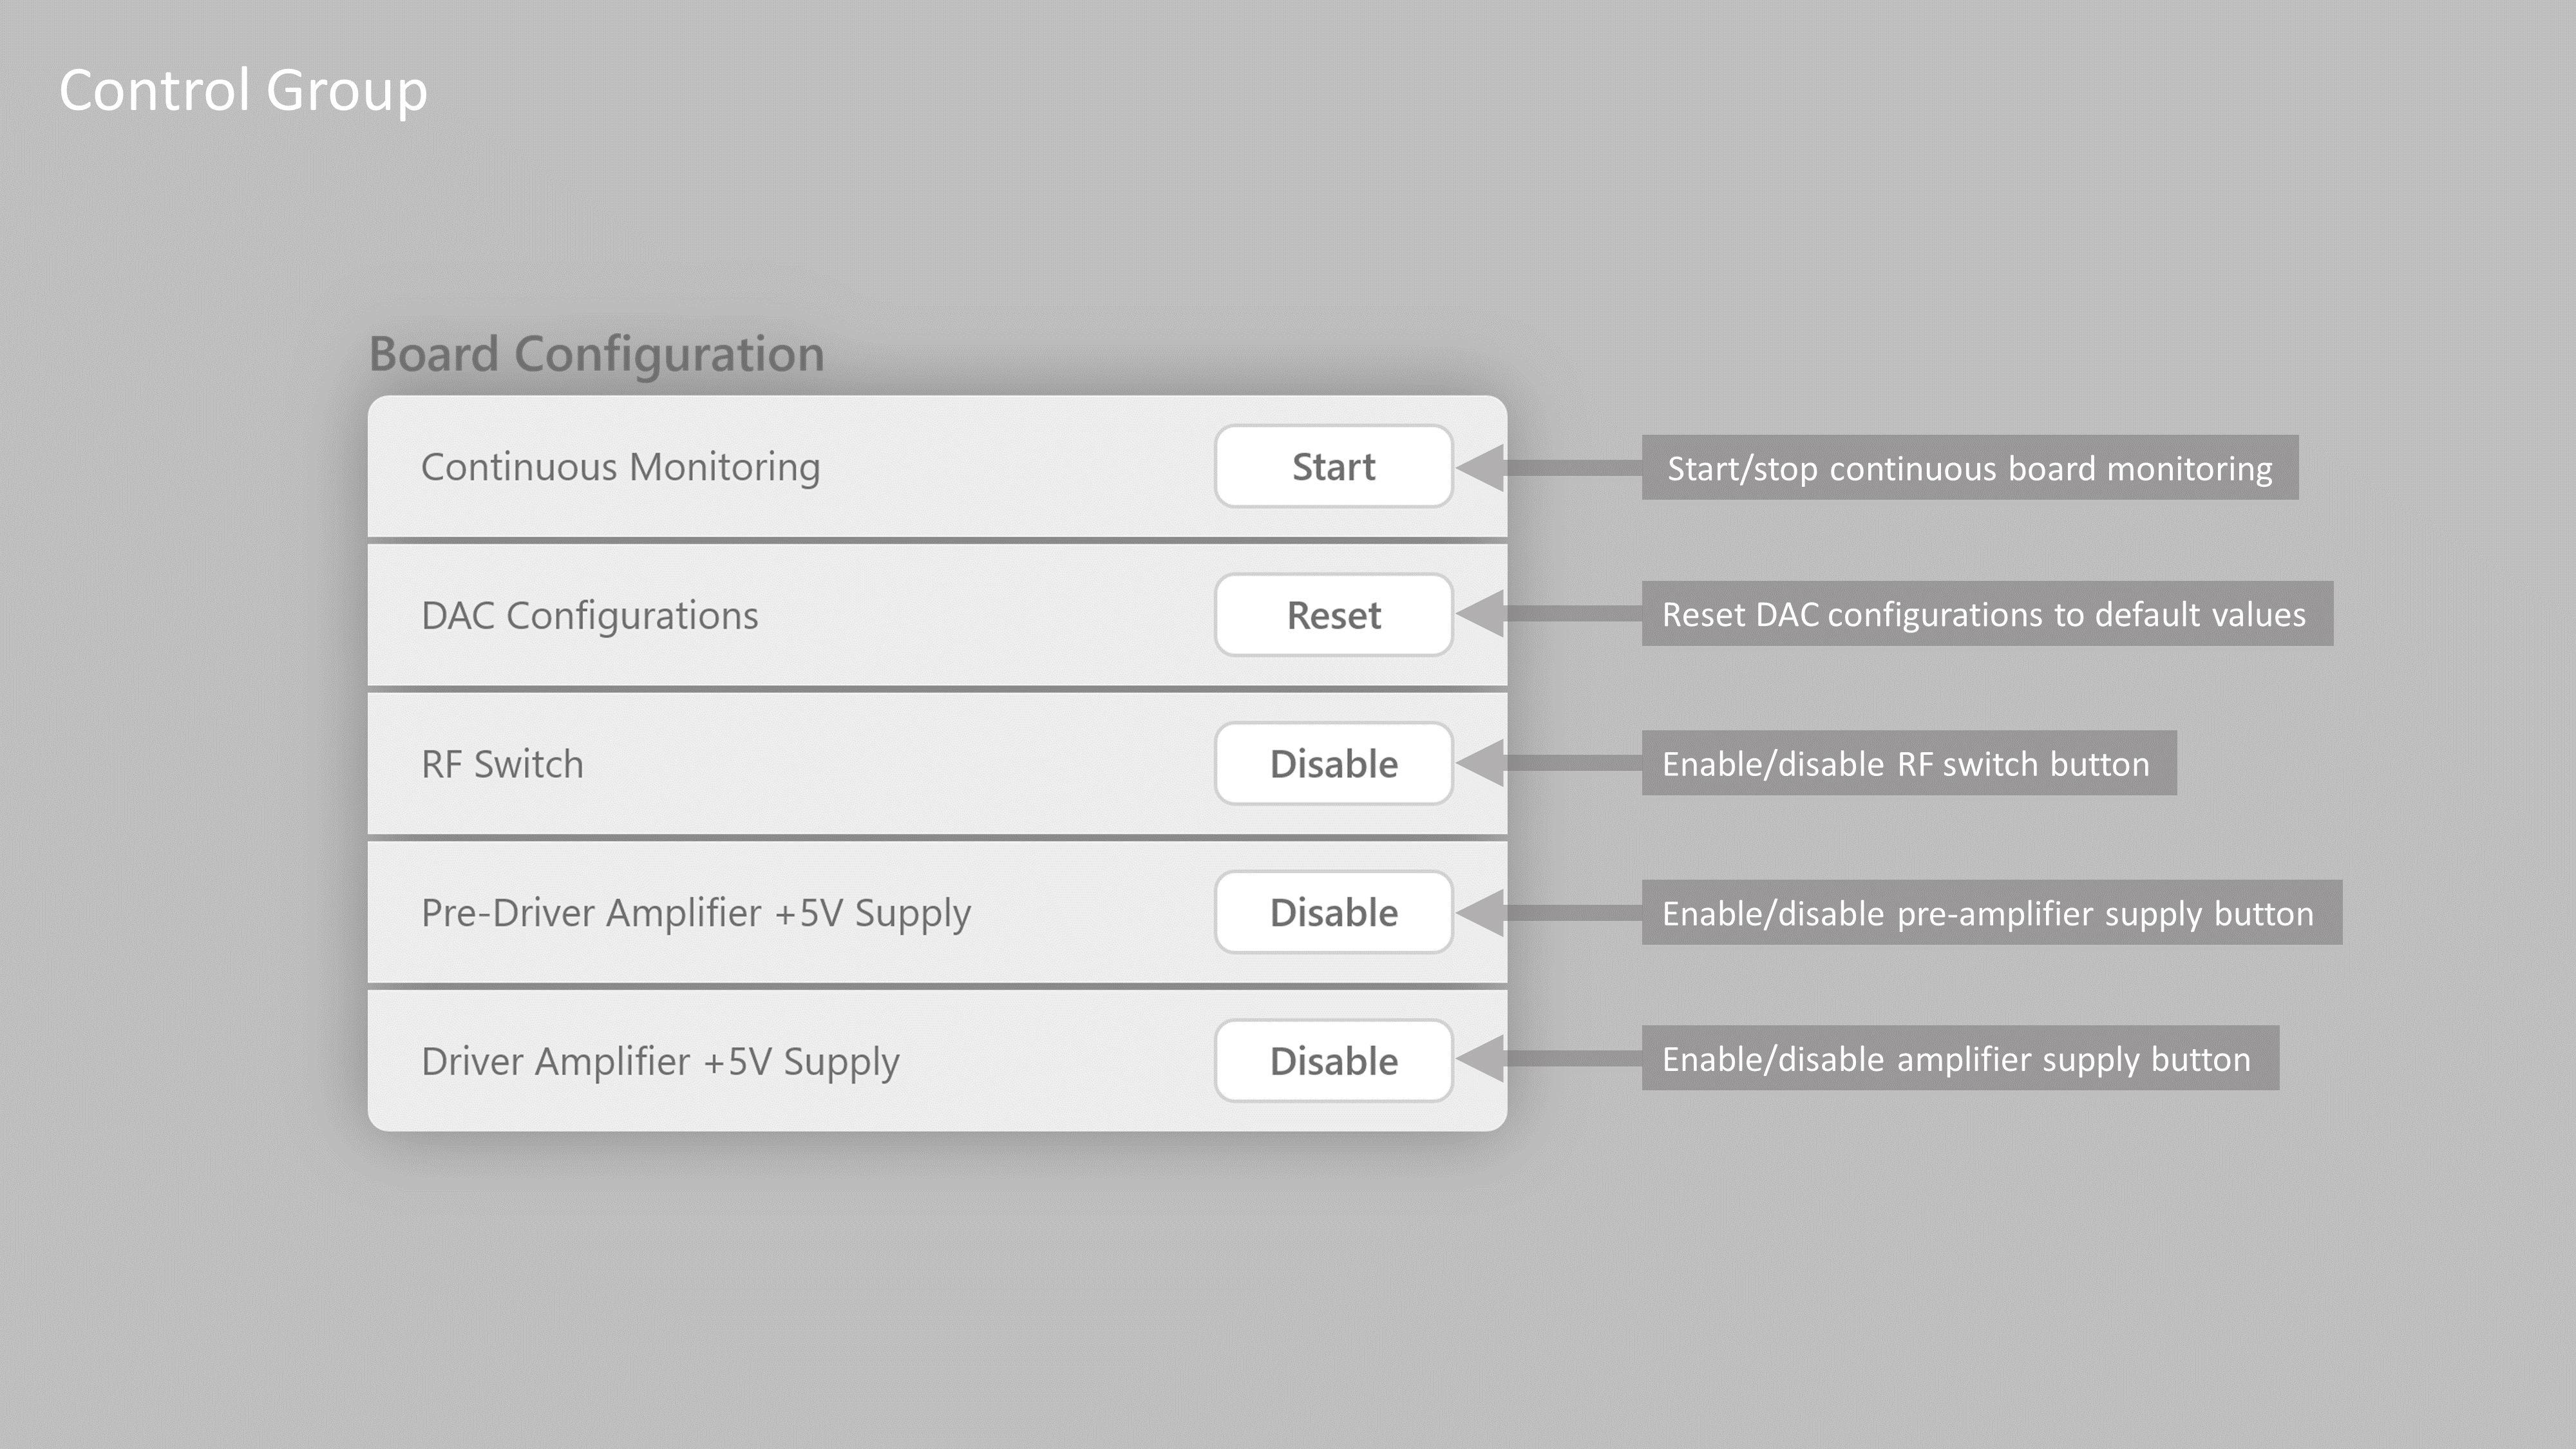 Control Group
Board Configuration
Continuous Monitoring
Start
Start/stop continuous board monitoring
DAC Configurations
Reset
Reset DAC configurations to default values
RF Switch
Disable
Enable/disable RF switch button
Pre-Driver Amplifier +5V Supply
Disable
Enable/disable pre-amplifier supply button
Driver Amplifier +5V Supply
Disable
Enable/disable amplifier supply button